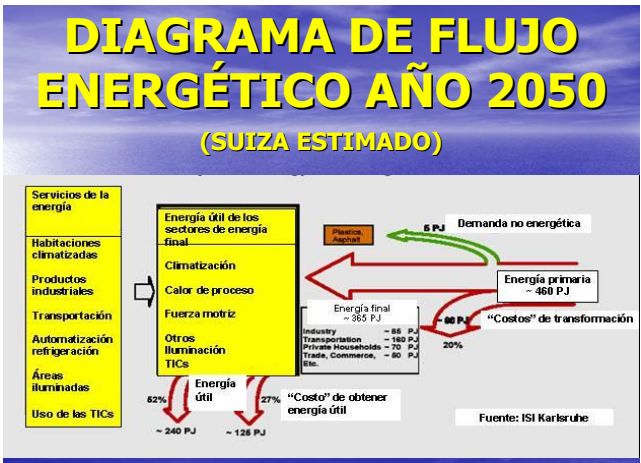 DIAGRAMA DE FLUJO
ENERGÉTICO AÑO 2050
(SUIZA ESTIMADO)
Servicios de la
energía
Habitaciones
climatizadas
Productos
industriales
Transportación
Automatización
refrigeración
Áreas
iluminadas
Uso de las TICs
Energía útil de los
sectores de energía
final
Climatización
Calor de proceso
Fuerza motriz
Otros
Iluminación
TICs
Plastics,
Asphalt
5 PJ
Demanda no energética
Energía primaria
~ 460 PJ
Energía final
~ 365 PJ
Industry ~ 85 PJ
Transportation ~ 160 PJ
Private Households ~ 70 PJ
Trade, Commerce, ~ 50 PJ
Etc.
~ 90 PJ
"Costos" de transformación
20%
52%
Energía
útil
~ 240 PJ
27%
"Costo" de obtener
energía útil
~ 125 PJ
Fuente: ISI Karlsruhe